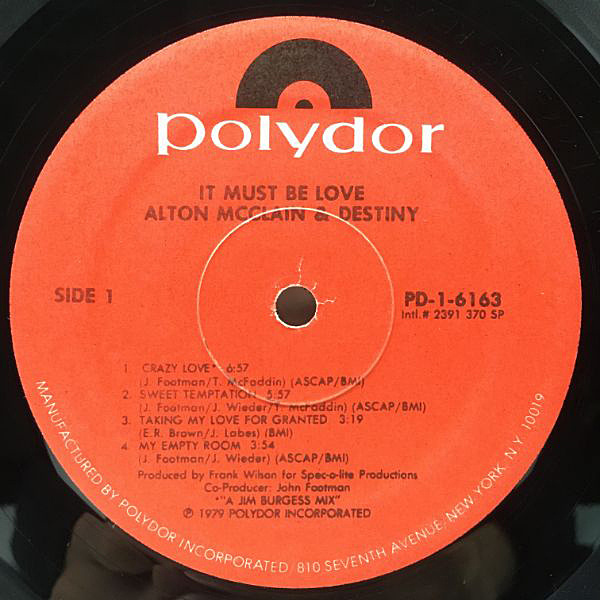 polydor
IT MUST BE LOVE
ALTON MCCLAIN & DESTINY
SIDE 1
PD-1-6163
Intl.# 2391 370 SP
1. CRAZY LOVE* - 6:57
(J. Footman/T. McFaddin) (ASCAP/BMI)
2. SWEET TEMPTATION 5:57
(J. Footman/J. Wieder/T. McFaddin) (ASCAP/BMI)
3. TAKING MY LOVE FOR GRANTED 3:19
(E.R. Brown/J. Labes) (BMI)
4. MY EMPTY ROOM 3:54
(J. Footman/J. Wieder) (ASCAP/BMI)
Produced by Frank Wilson for Spec-o-lite Productions
Co-Producer: John Footman
*"A JIM BURGESS MIX"
℗ 1979 POLYDOR INCORPORATED
MANUFACTURED BY POLYDOR INCORPORATED / 810 SEVENTH AVENUE, NEW YORK, N.Y. 10019